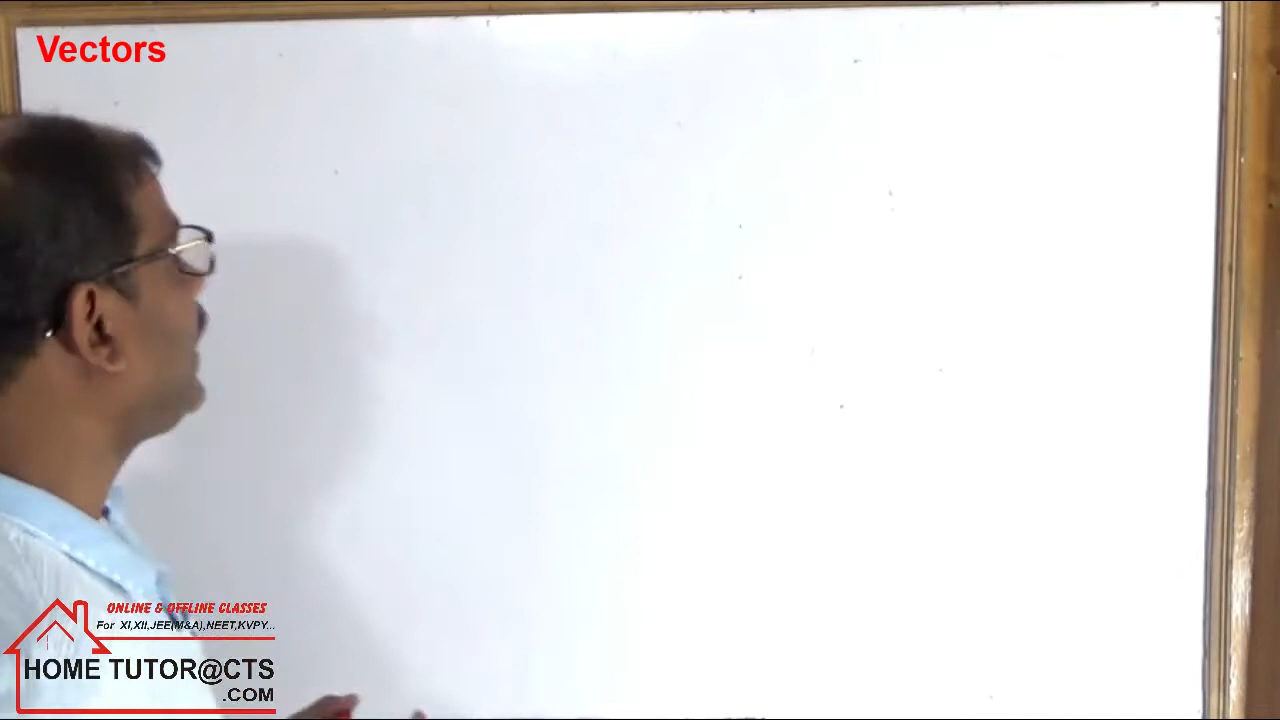 Vectors
ONLINE & OFFLINE CLASSES
For XI,XII,JEE(M&A),NEET,KVPY...
HOME TUTOR@CTS
.COM